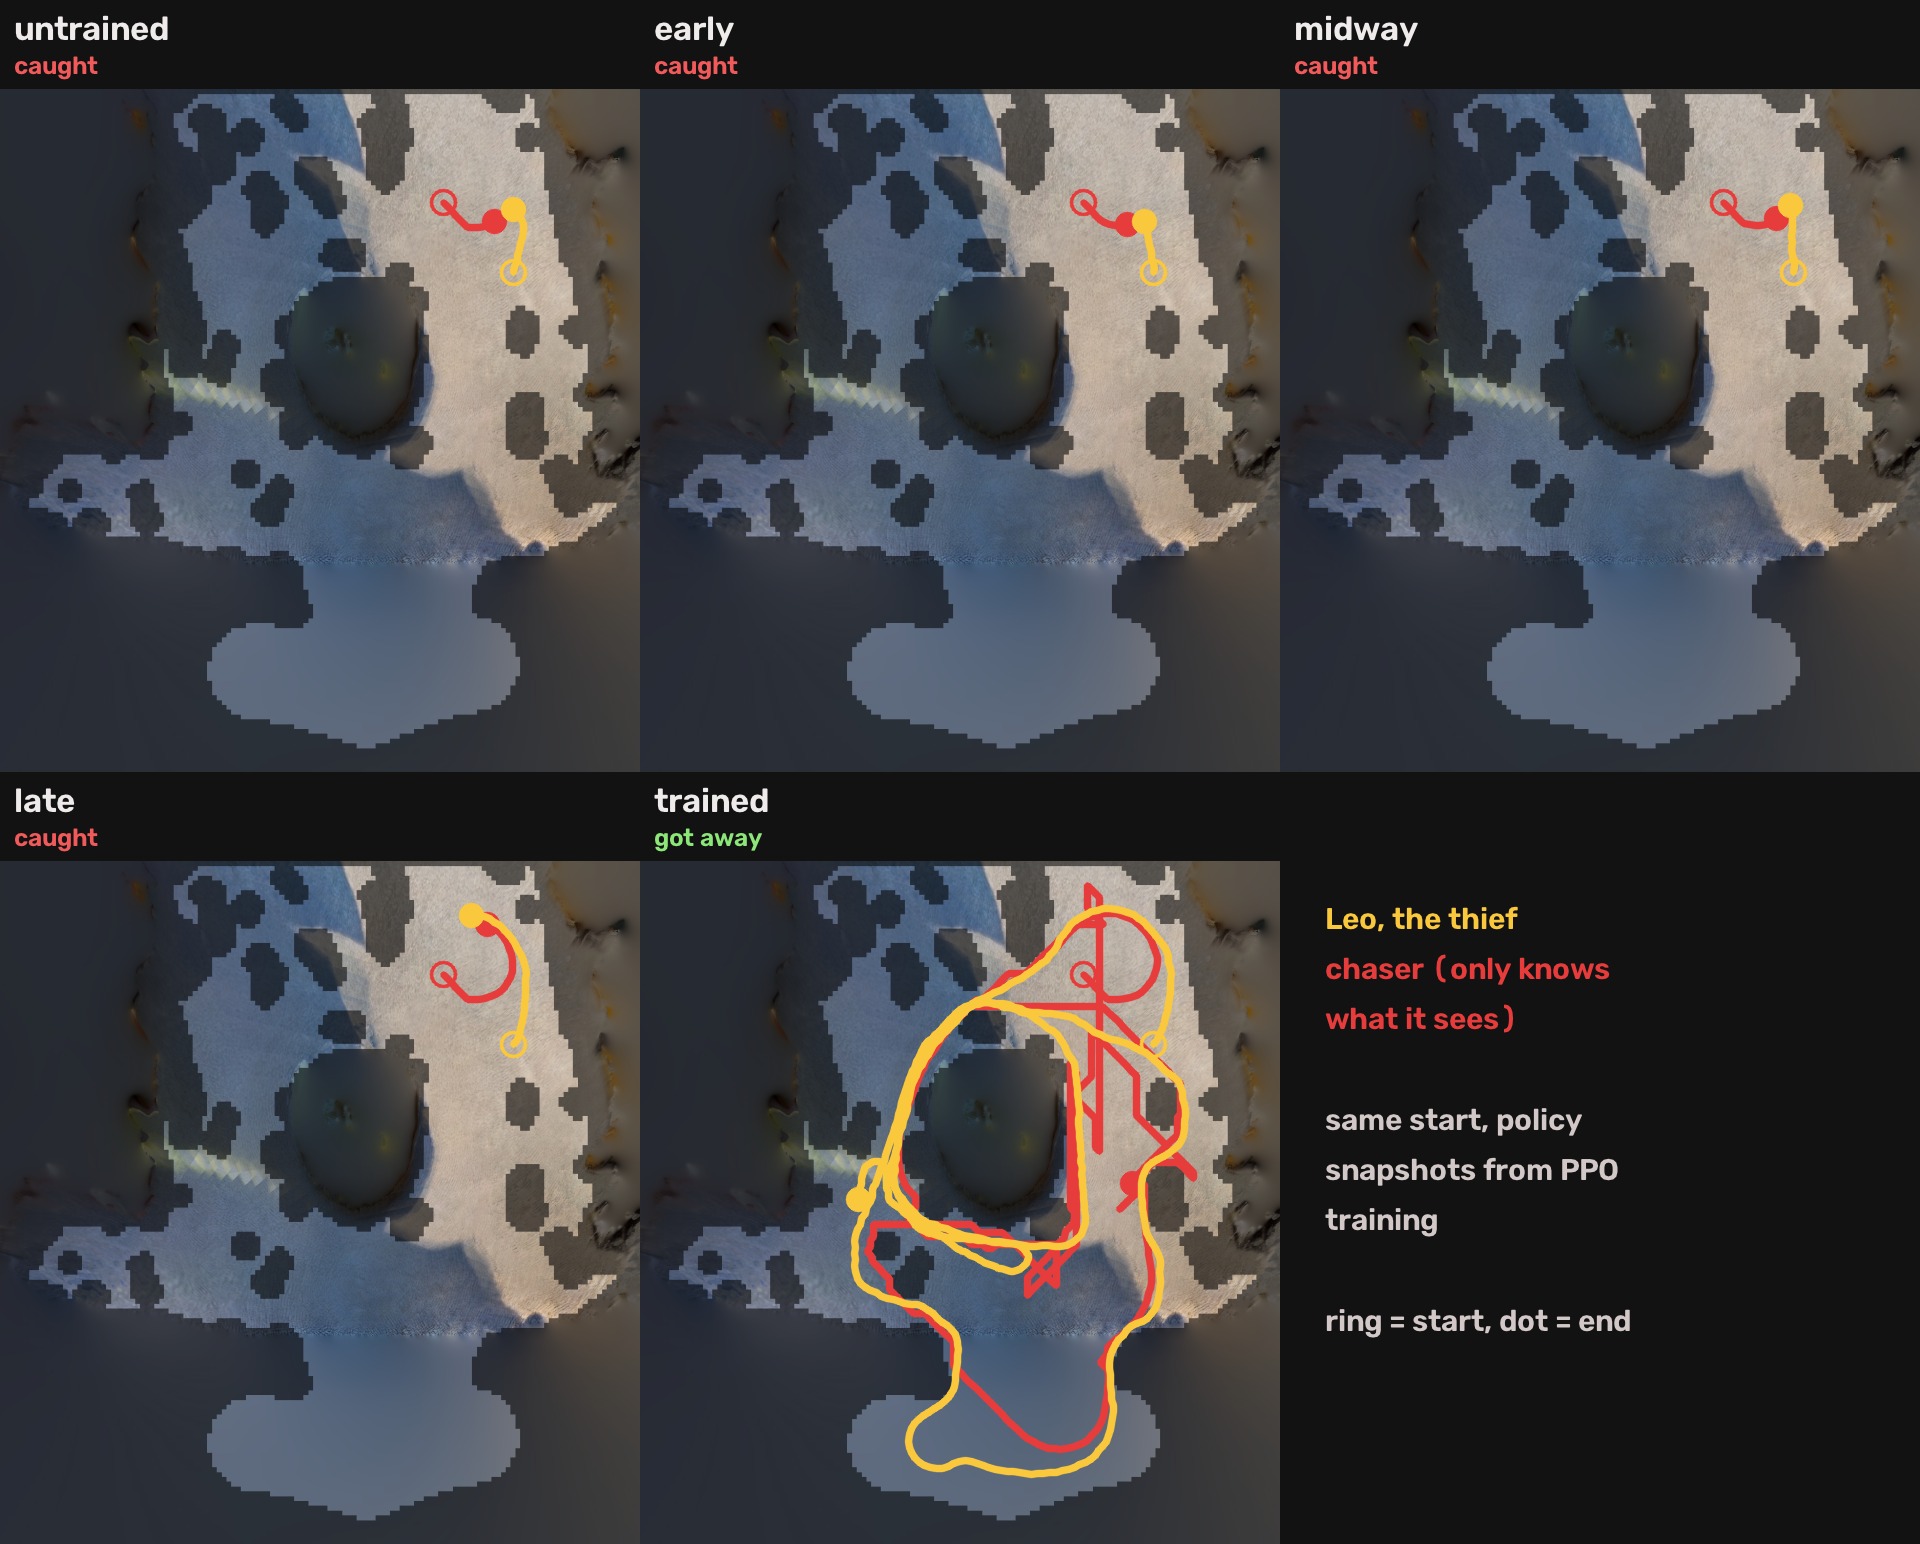 untrained
caught
early
caught
midway
caught
late
caught
trained
got away
Leo, the thief
chaser (only knows
what it sees)
same start, policy
snapshots from PPO
training
ring = start, dot = end